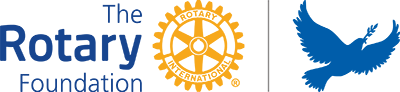 The
Rotary
Foundation
ROTARY
INTERNATIONAL
®